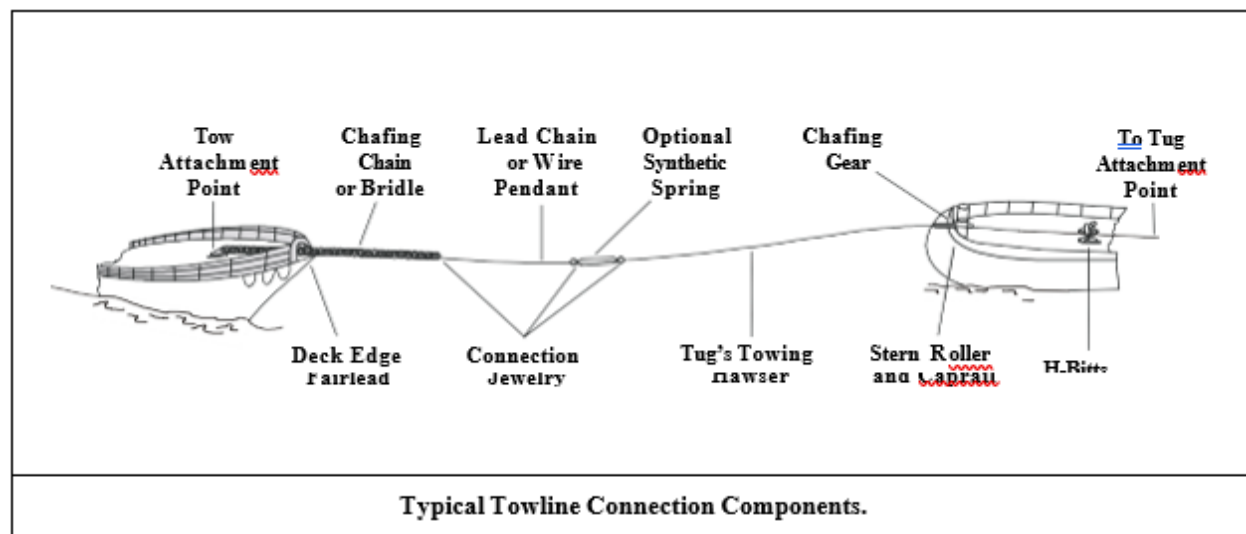 Tow
Attachment
Point
Chafing
Chain
or Bridle
Lead Chain
or Wire
Pendant
Optional
Synthetic
Spring
Chafing
Gear
To Tug
Attachment
Point
Deck Edge
Fairlead
Connection
Jewelry
Tug's Towing
Hawser
Stern Roller
and Caprail
H-Bitts
Typical Towline Connection Components.